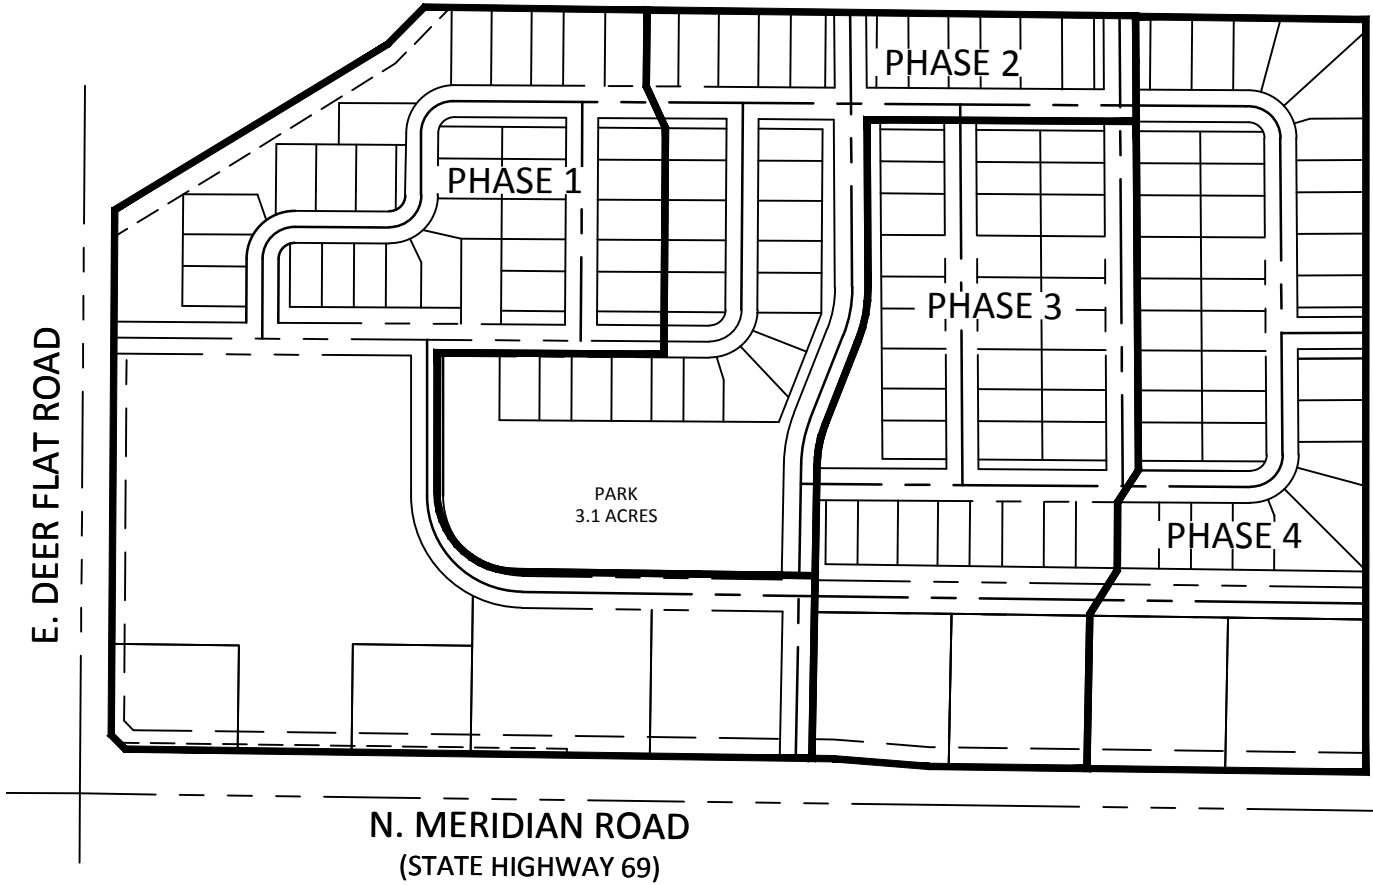 PHASE 2
PHASE 1
PHASE 3
E. DEER FLAT ROAD
PARK
3.1 ACRES
PHASE 4
N. MERIDIAN ROAD
(STATE HIGHWAY 69)